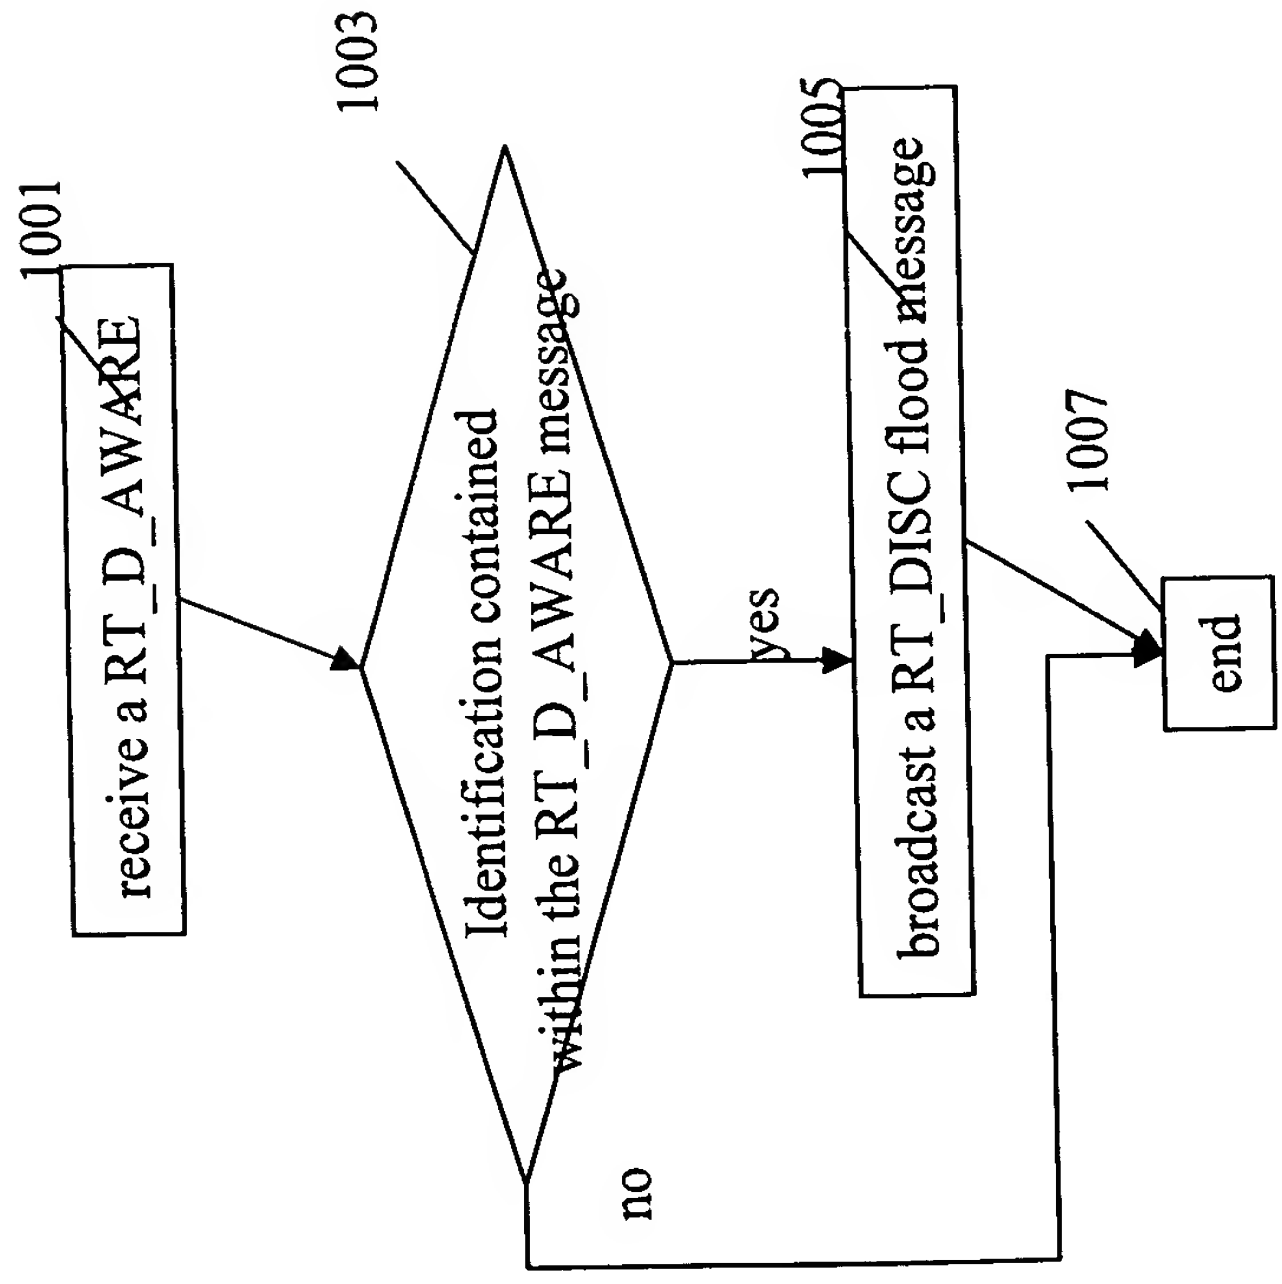 1001
receive a RT_D_AWARE
1003
Identification contained
within the RT_D_AWARE message
yes
no
1005
broadcast a RT_DISC flood message
1007
end